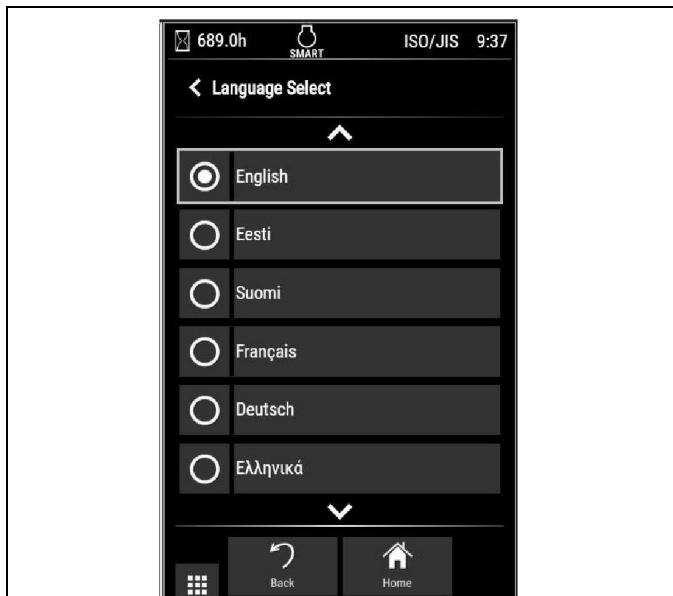 689.0h SMART ISO/JIS 9:37
Language Select
English
Eesti
Suomi
Français
Deutsch
Ελληνικά
Back Home